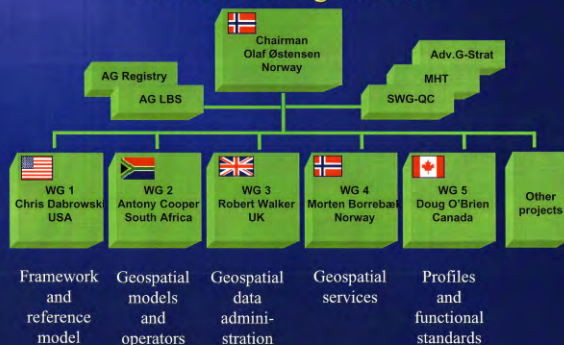 Chairman
Olaf Østensen
Norway
AG Registry
AG LBS
Adv.G-Strat
MHT
SWG-QC
WG 1
Chris Dabrowski
USA
WG 2
Antony Cooper
South Africa
WG 3
Robert Walker
UK
WG 4
Morten Borrebæk
Norway
WG 5
Doug O'Brien
Canada
Other
projects
Framework
and
reference
model
Geospatial
models
and
operators
Geospatial
data
admini-
stration
Geospatial
services
Profiles
and
functional
standards